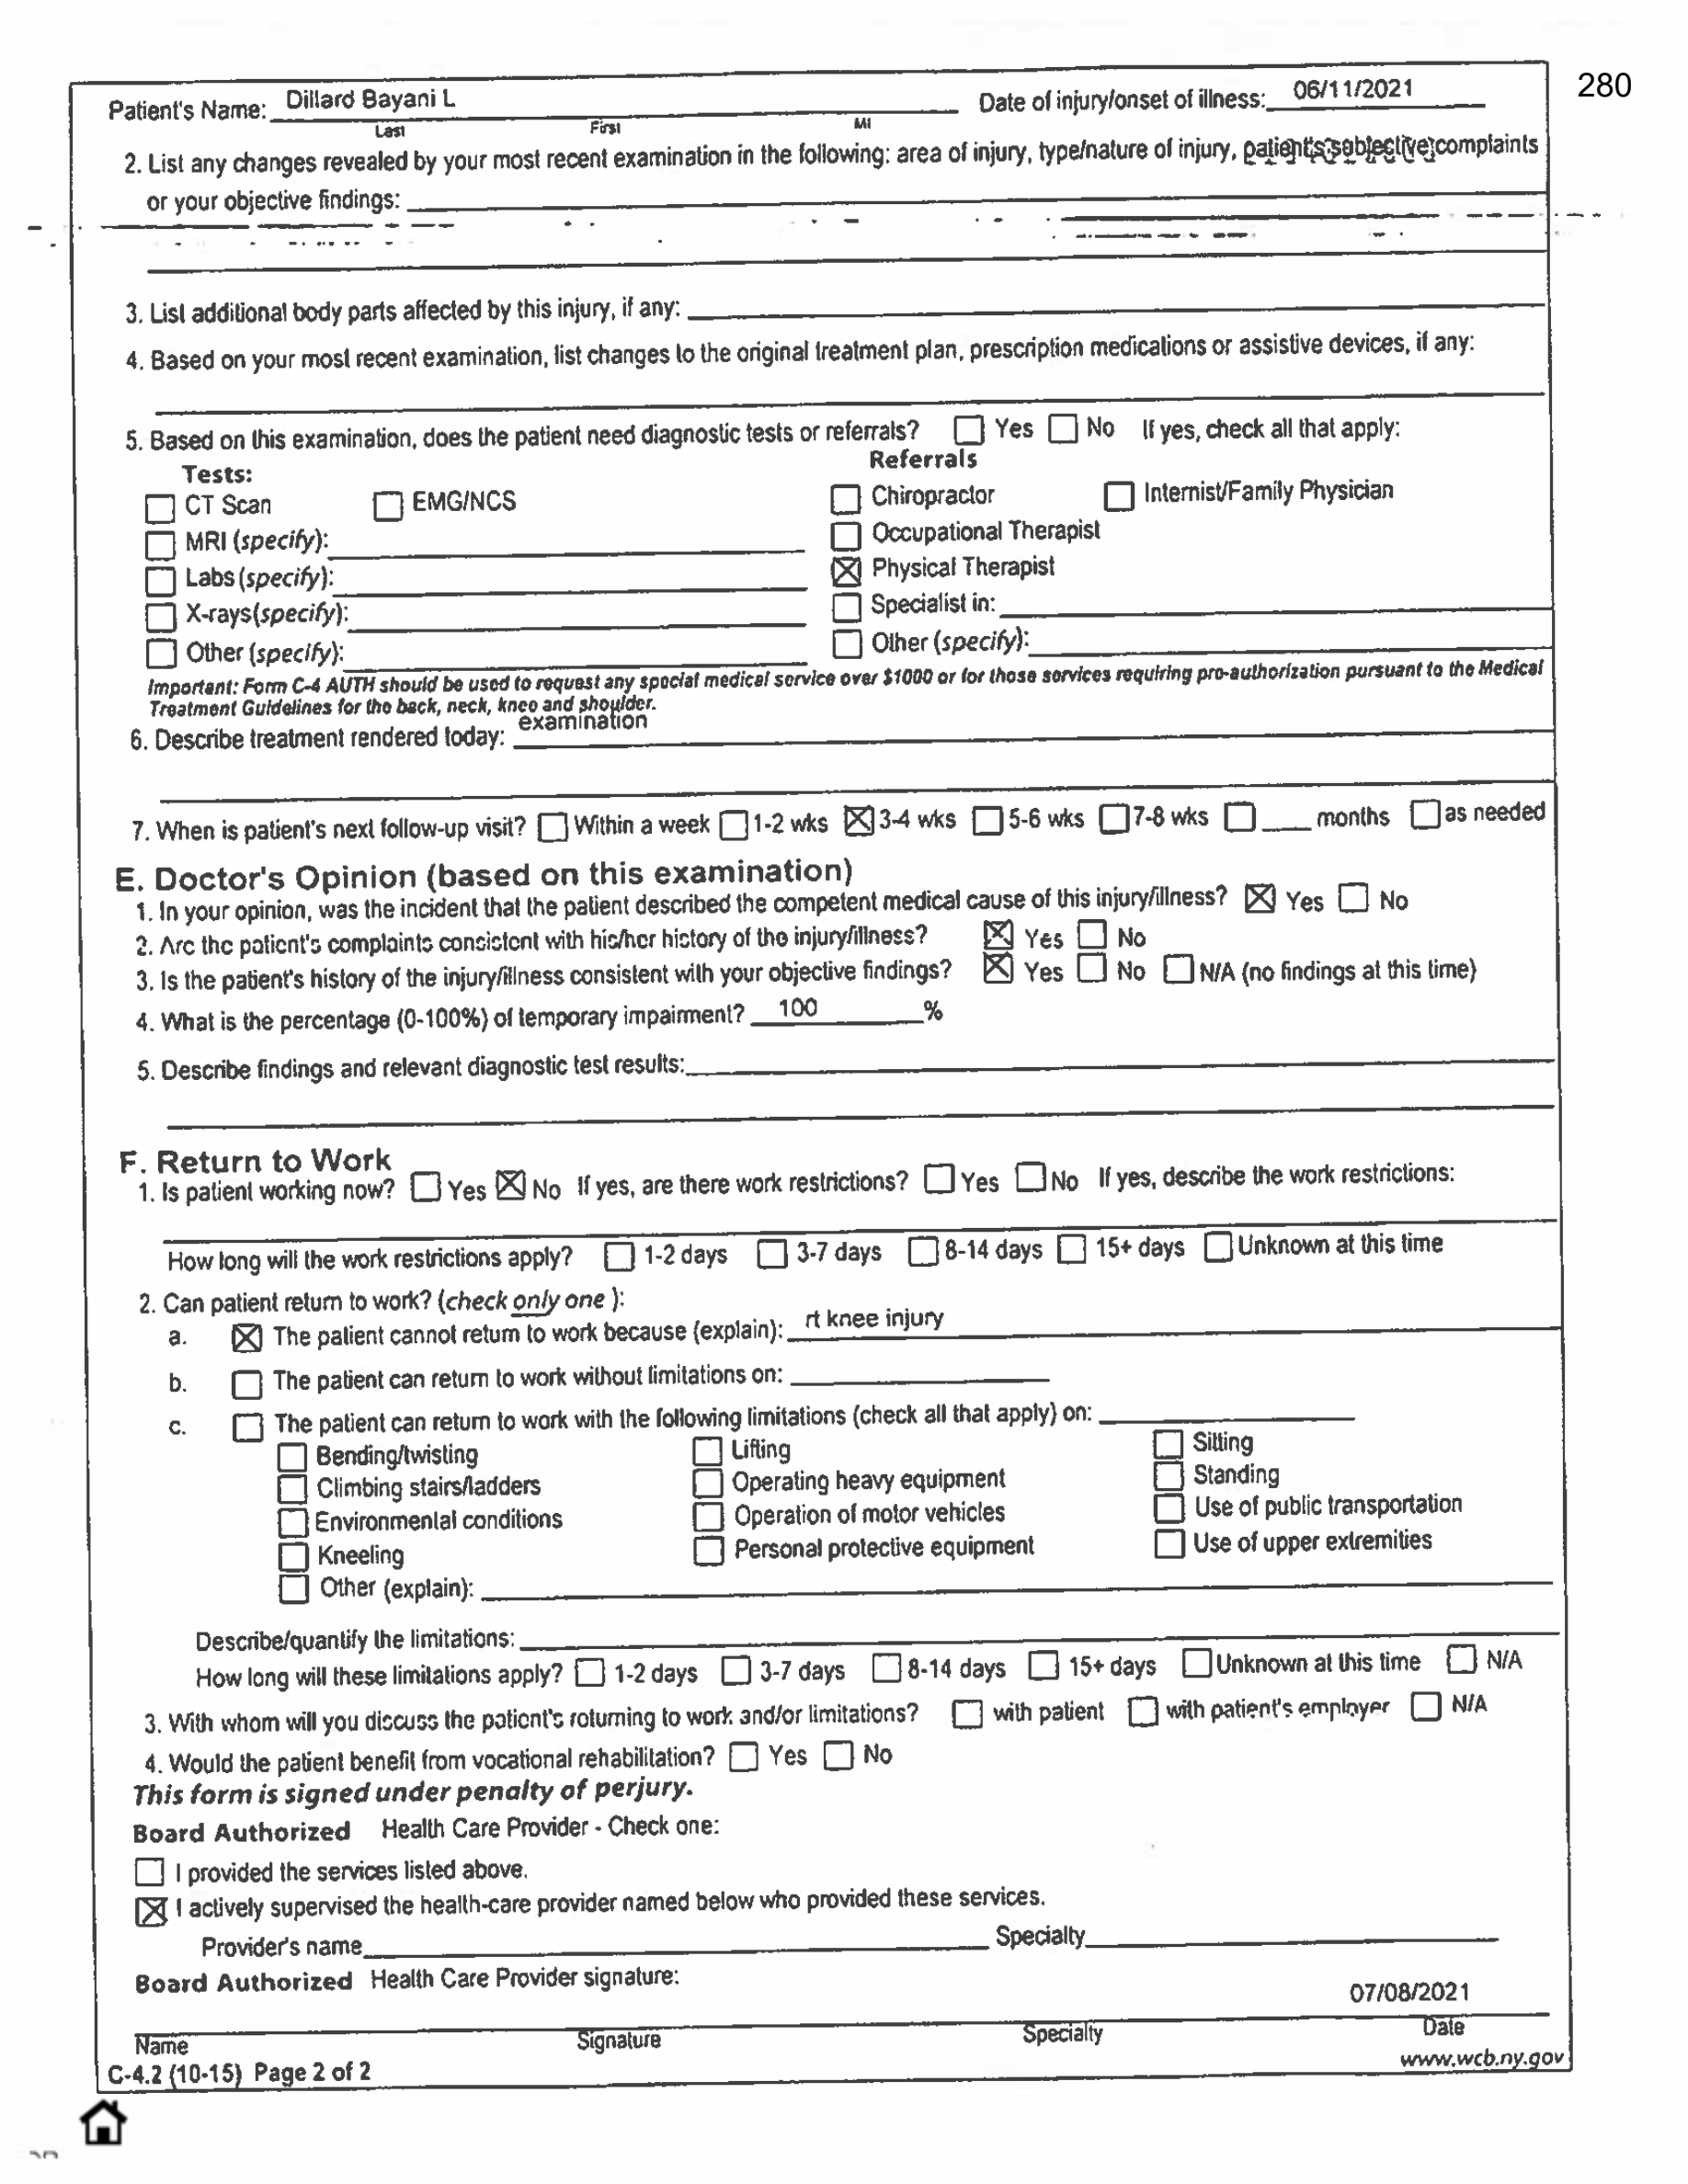 280
Patient's Name: Dillard Bayani L Date of injury/onset of illness: 06/11/2021
Last First MI
2. List any changes revealed by your most recent examination in the following: area of injury, type/nature of injury, patient's subjective complaints
or your objective findings:
3. List additional body parts affected by this injury, if any:
4. Based on your most recent examination, list changes to the original treatment plan, prescription medications or assistive devices, if any:
5. Based on this examination, does the patient need diagnostic tests or referrals? ☐ Yes ☐ No If yes, check all that apply:
Tests: Referrals
☐ CT Scan ☐ EMG/NCS ☐ Chiropractor ☐ Internist/Family Physician
☐ MRI (specify): ☐ Occupational Therapist
☐ Labs (specify): ☒ Physical Therapist
☐ X-rays(specify): ☐ Specialist in:
☐ Other (specify): ☐ Other (specify):
Important: Form C-4 AUTH should be used to request any special medical service over $1000 or for those services requiring pre-authorization pursuant to the Medical
Treatment Guidelines for the back, neck, knee and shoulder.
6. Describe treatment rendered today: examination
7. When is patient's next follow-up visit? ☐ Within a week ☐ 1-2 wks ☒ 3-4 wks ☐ 5-6 wks ☐ 7-8 wks ☐ ___ months ☐ as needed
E. Doctor's Opinion (based on this examination)
1. In your opinion, was the incident that the patient described the competent medical cause of this injury/illness? ☒ Yes ☐ No
2. Are the patient's complaints consistent with his/her history of the injury/illness? ☒ Yes ☐ No
3. Is the patient's history of the injury/illness consistent with your objective findings? ☒ Yes ☐ No ☐ N/A (no findings at this time)
4. What is the percentage (0-100%) of temporary impairment? 100 %
5. Describe findings and relevant diagnostic test results:
F. Return to Work
1. Is patient working now? ☐ Yes ☒ No If yes, are there work restrictions? ☐ Yes ☐ No If yes, describe the work restrictions:
How long will the work restrictions apply? ☐ 1-2 days ☐ 3-7 days ☐ 8-14 days ☐ 15+ days ☐ Unknown at this time
2. Can patient return to work? (check only one ):
a. ☒ The patient cannot return to work because (explain): rt knee injury
b. ☐ The patient can return to work without limitations on:
c. ☐ The patient can return to work with the following limitations (check all that apply) on:
☐ Bending/twisting ☐ Lifting ☐ Sitting
☐ Climbing stairs/ladders ☐ Operating heavy equipment ☐ Standing
☐ Environmental conditions ☐ Operation of motor vehicles ☐ Use of public transportation
☐ Kneeling ☐ Personal protective equipment ☐ Use of upper extremities
☐ Other (explain):
Describe/quantify the limitations:
How long will these limitations apply? ☐ 1-2 days ☐ 3-7 days ☐ 8-14 days ☐ 15+ days ☐ Unknown at this time ☐ N/A
3. With whom will you discuss the patient's returning to work and/or limitations? ☐ with patient ☐ with patient's employer ☐ N/A
4. Would the patient benefit from vocational rehabilitation? ☐ Yes ☐ No
This form is signed under penalty of perjury.
Board Authorized Health Care Provider - Check one:
☐ I provided the services listed above.
☒ I actively supervised the health-care provider named below who provided these services.
Provider's name Specialty
Board Authorized Health Care Provider signature:
07/08/2021
Name Signature Specialty Date
C-4.2 (10-15) Page 2 of 2 www.wcb.ny.gov